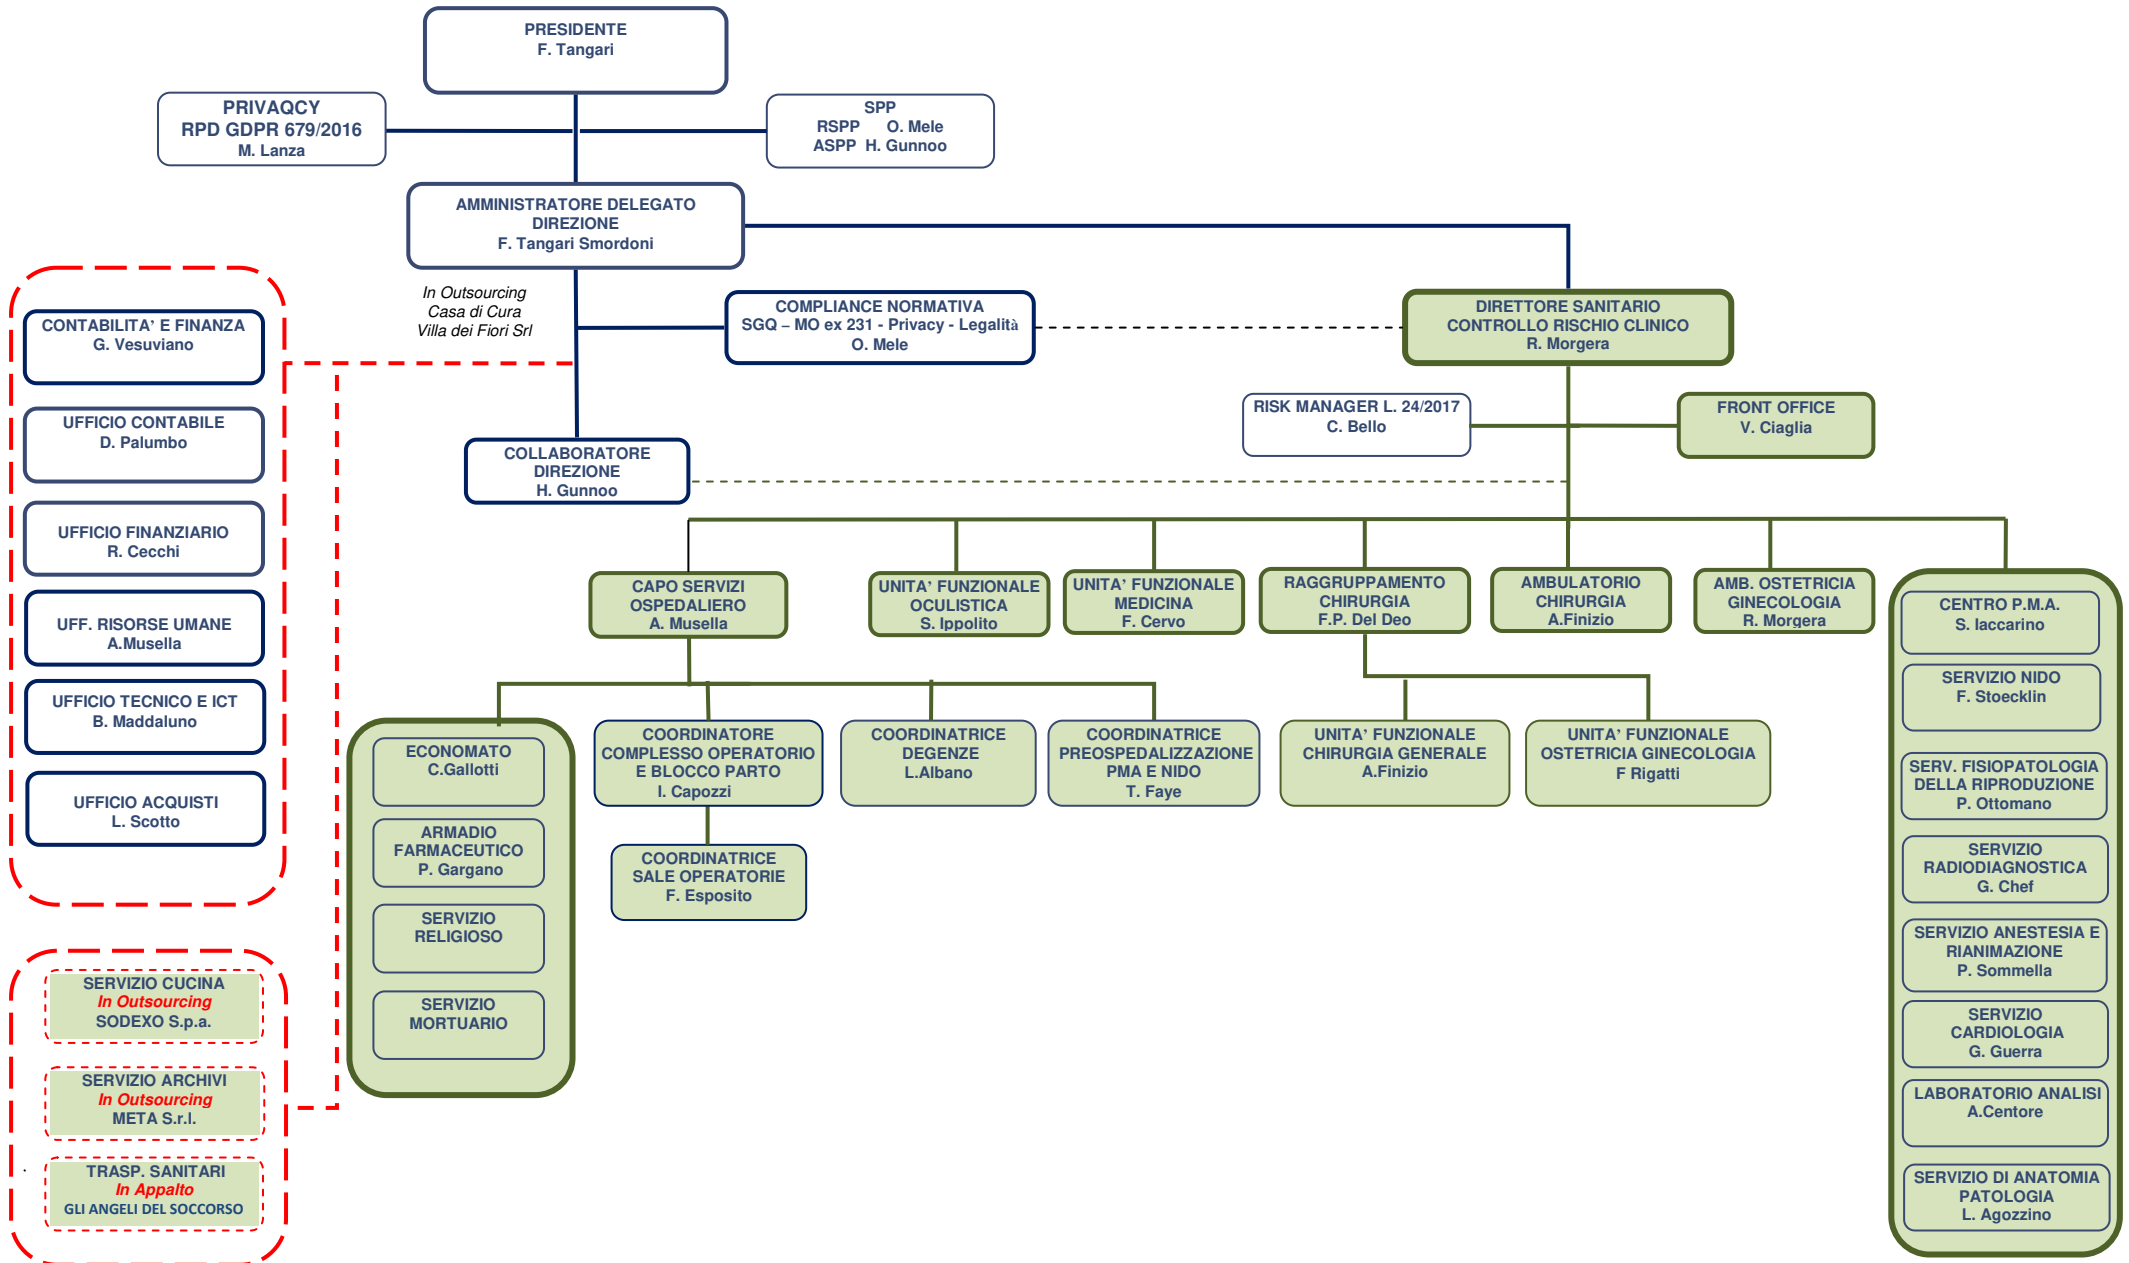 PRESIDENTE
F. Tangari
PRIVAQCY
RPD GDPR 679/2016
M. Lanza
SPP
RSPP O. Mele
ASPP H. Gunnoo
AMMINISTRATORE DELEGATO
DIREZIONE
F. Tangari Smordoni
In Outsourcing
Casa di Cura
Villa dei Fiori Srl
COMPLIANCE NORMATIVA
SGQ – MO ex 231 - Privacy - Legalità
O. Mele
DIRETTORE SANITARIO
CONTROLLO RISCHIO CLINICO
R. Morgera
RISK MANAGER L. 24/2017
C. Bello
FRONT OFFICE
V. Ciaglia
COLLABORATORE
DIREZIONE
H. Gunnoo
CONTABILITA’ E FINANZA
G. Vesuviano
UFFICIO CONTABILE
D. Palumbo
UFFICIO FINANZIARIO
R. Cecchi
UFF. RISORSE UMANE
A.Musella
UFFICIO TECNICO E ICT
B. Maddaluno
UFFICIO ACQUISTI
L. Scotto
SERVIZIO CUCINA
In Outsourcing
SODEXO S.p.a.
SERVIZIO ARCHIVI
In Outsourcing
META S.r.l.
TRASP. SANITARI
In Appalto
GLI ANGELI DEL SOCCORSO
CAPO SERVIZI
OSPEDALIERO
A. Musella
UNITA’ FUNZIONALE
OCULISTICA
S. Ippolito
UNITA’ FUNZIONALE
MEDICINA
F. Cervo
RAGGRUPPAMENTO
CHIRURGIA
F.P. Del Deo
AMBULATORIO
CHIRURGIA
A.Finizio
AMB. OSTETRICIA
GINECOLOGIA
R. Morgera
ECONOMATO
C.Gallotti
ARMADIO
FARMACEUTICO
P. Gargano
SERVIZIO
RELIGIOSO
SERVIZIO
MORTUARIO
COORDINATORE
COMPLESSO OPERATORIO
E BLOCCO PARTO
I. Capozzi
COORDINATRICE
SALE OPERATORIE
F. Esposito
COORDINATRICE
DEGENZE
L.Albano
COORDINATRICE
PREOSPEDALIZZAZIONE
PMA E NIDO
T. Faye
UNITA’ FUNZIONALE
CHIRURGIA GENERALE
A.Finizio
UNITA’ FUNZIONALE
OSTETRICIA GINECOLOGIA
F Rigatti
CENTRO P.M.A.
S. Iaccarino
SERVIZIO NIDO
F. Stoecklin
SERV. FISIOPATOLOGIA
DELLA RIPRODUZIONE
P. Ottomano
SERVIZIO
RADIODIAGNOSTICA
G. Chef
SERVIZIO ANESTESIA E
RIANIMAZIONE
P. Sommella
SERVIZIO
CARDIOLOGIA
G. Guerra
LABORATORIO ANALISI
A.Centore
SERVIZIO DI ANATOMIA
PATOLOGIA
L. Agozzino